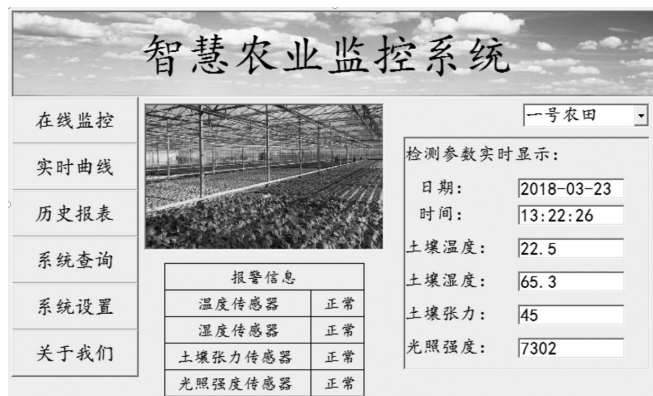 智慧农业监控系统
在线监控
实时曲线
历史报表
系统查询
系统设置
关于我们
报警信息
温度传感器 正常
湿度传感器 正常
土壤张力传感器 正常
光照强度传感器 正常
一号农田
检测参数实时显示:
日期: 2018-03-23
时间: 13:22:26
土壤温度: 22.5
土壤湿度: 65.3
土壤张力: 45
光照强度: 7302